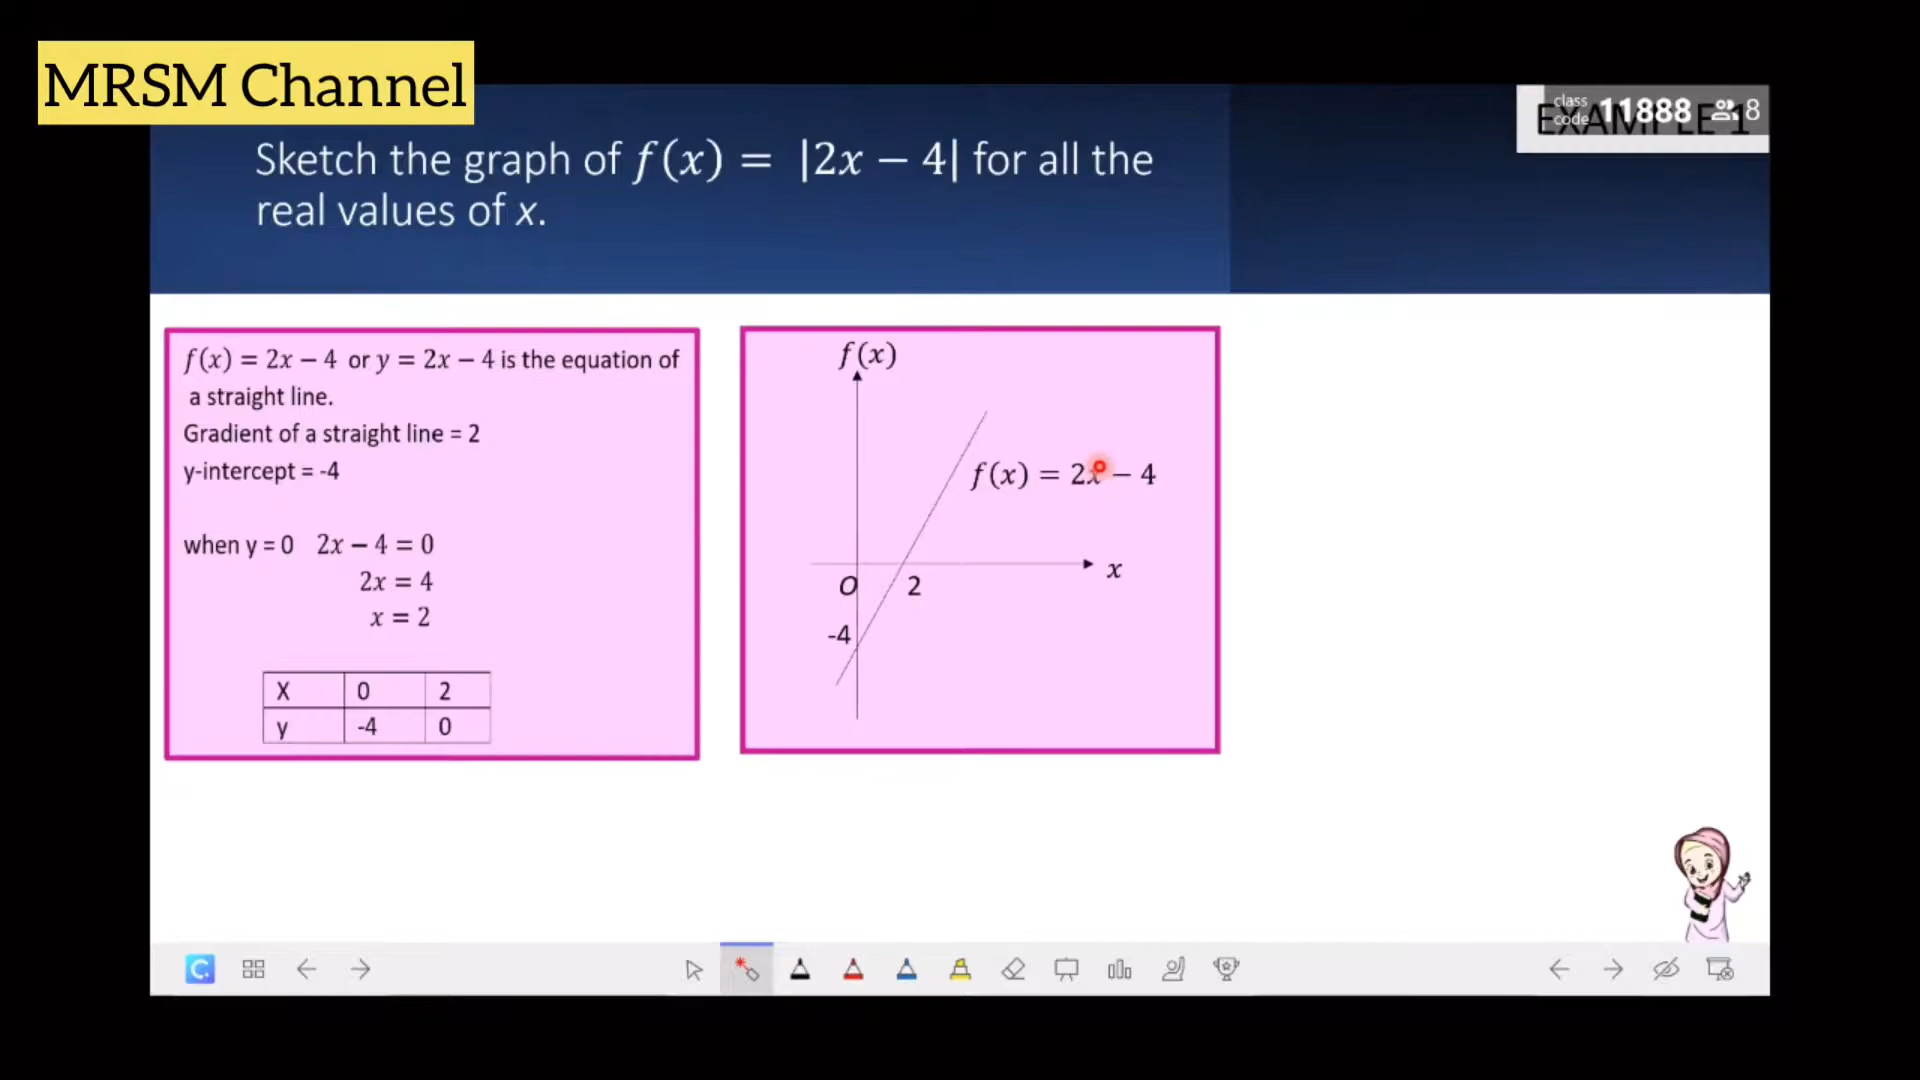 MRSM Channel
class code 11888 8
EXAMPLE 1
Sketch the graph of f(x) = |2x − 4| for all the
real values of x.
f(x) = 2x − 4 or y = 2x − 4 is the equation of
a straight line.
Gradient of a straight line = 2
y-intercept = -4
when y = 0 2x − 4 = 0
2x = 4
x = 2
X 0 2
y -4 0
f(x)
f(x) = 2x − 4
x
O 2
-4